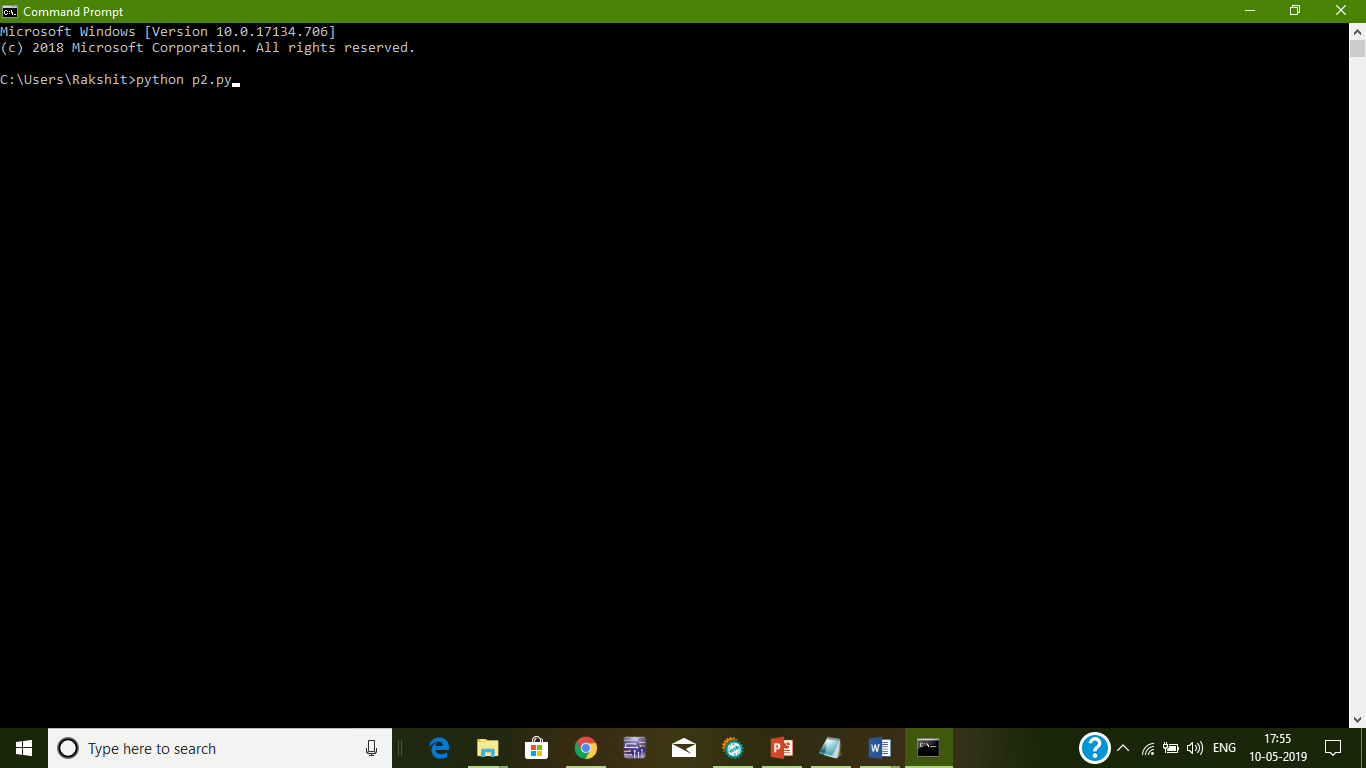 Command Prompt
Microsoft Windows [Version 10.0.17134.706]
(c) 2018 Microsoft Corporation. All rights reserved.
C:\Users\Rakshit>python p2.py
Type here to search
ENG
17:55
10-05-2019